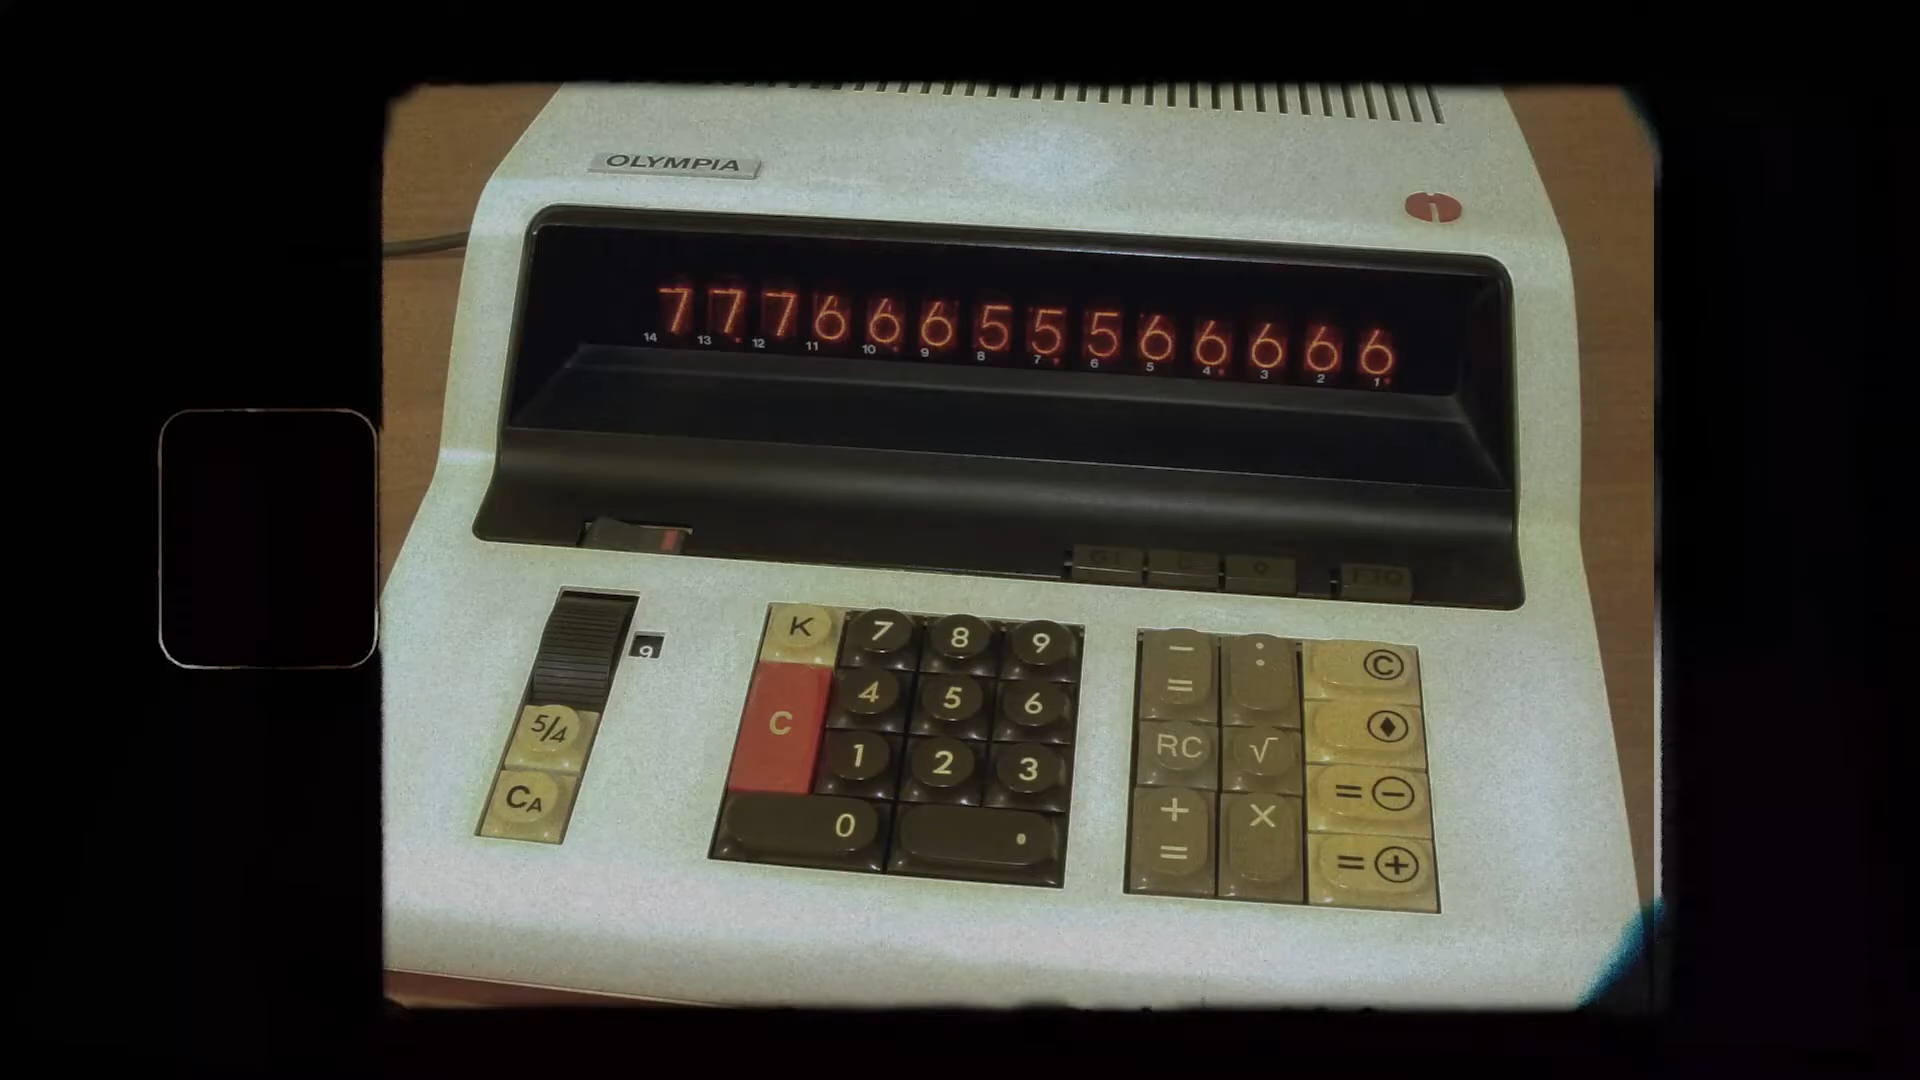 OLYMPIA
77766655566666
14 13 12 11 10 9 8 7 6 5 4 3 2 1
9
K 7 8 9
C 4 5 6
1 2 3
0 .
5/4
CA
- : C
=
RC √ ♦
+ X = -
= = +